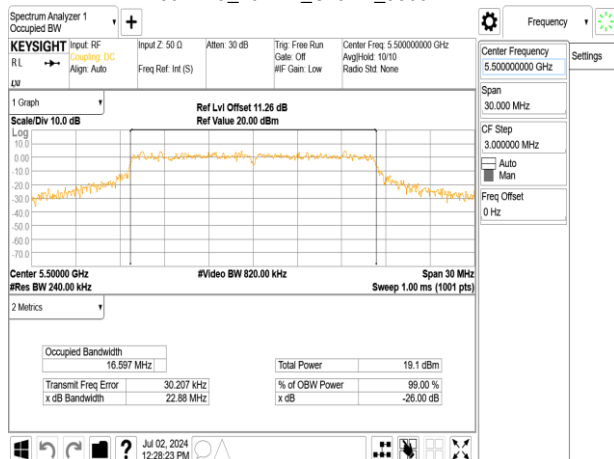 Spectrum Analyzer 1
Occupied BW
KEYSIGHT
RL
Input: RF
Coupling: DC
Align: Auto
Input Z: 50 Ω
Freq Ref: Int (S)
Atten: 30 dB
Trig: Free Run
Gate: Off
#IF Gain: Low
Center Freq: 5.500000000 GHz
Avg|Hold: 10/10
Radio Std: None
1 Graph
Scale/Div 10.0 dB
Ref Lvl Offset 11.26 dB
Ref Value 20.00 dBm
Log
10.0
0.00
-10.0
-20.0
-30.0
-40.0
-50.0
-60.0
-70.0
Center 5.50000 GHz
#Res BW 240.00 kHz
#Video BW 820.00 kHz
Span 30 MHz
Sweep 1.00 ms (1001 pts)
2 Metrics
Occupied Bandwidth
16.597 MHz
Transmit Freq Error 30.207 kHz
x dB Bandwidth 22.88 MHz
Total Power 19.1 dBm
% of OBW Power 99.00 %
x dB -26.00 dB
Jul 02, 2024
12:28:23 PM
Frequency
Center Frequency
5.500000000 GHz
Settings
Span
30.000 MHz
CF Step
3.000000 MHz
Auto
Man
Freq Offset
0 Hz